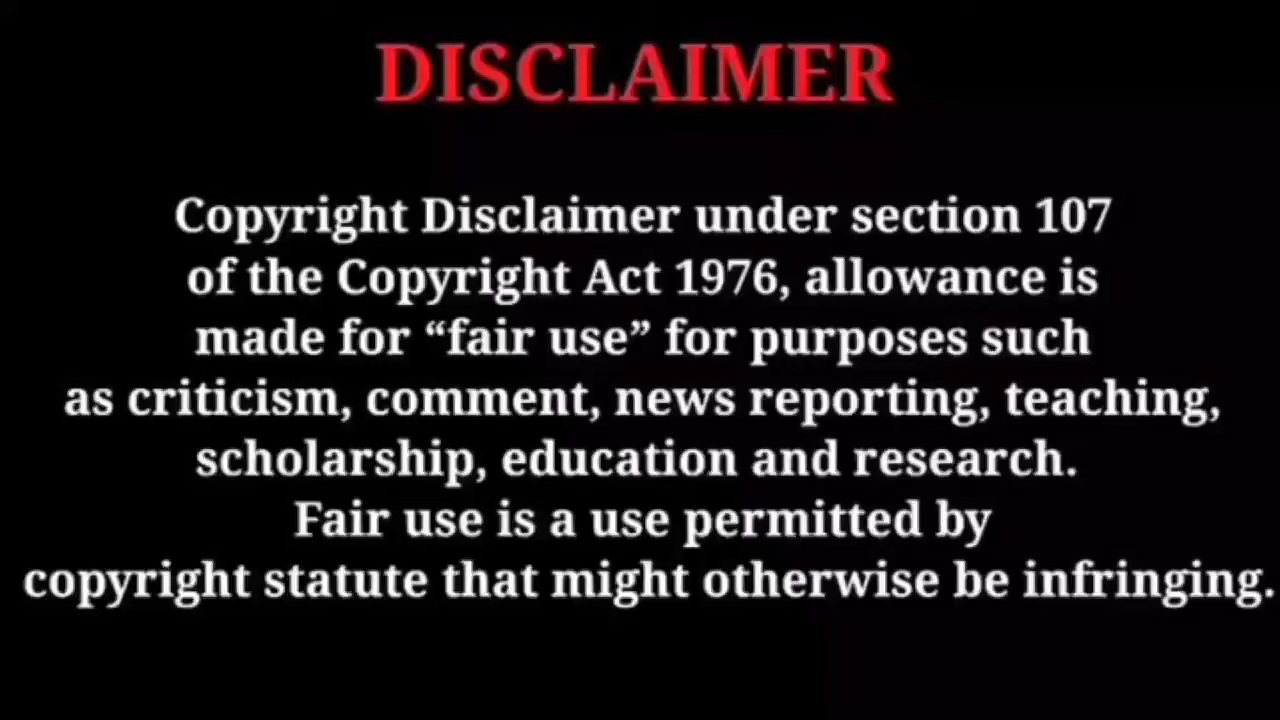 DISCLAIMER
Copyright Disclaimer under section 107
of the Copyright Act 1976, allowance is
made for “fair use” for purposes such
as criticism, comment, news reporting, teaching,
scholarship, education and research.
Fair use is a use permitted by
copyright statute that might otherwise be infringing.